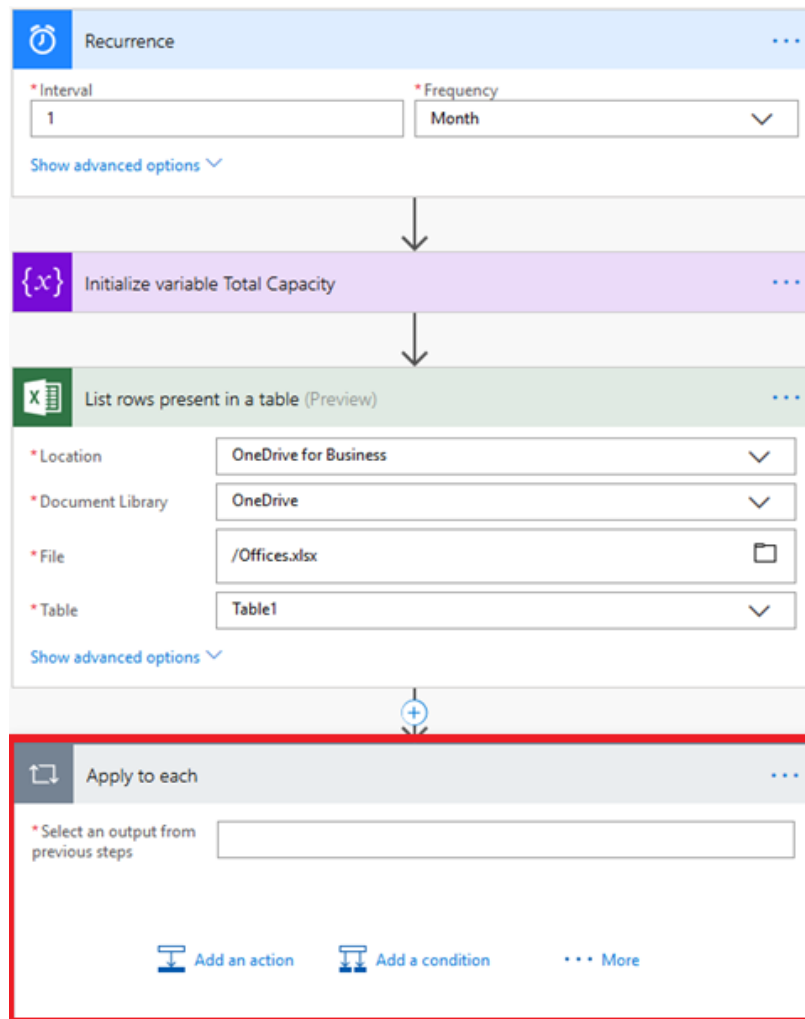 Recurrence
* Interval
* Frequency
1
Month
Show advanced options
{x}
Initialize variable Total Capacity
List rows present in a table (Preview)
* Location
OneDrive for Business
* Document Library
OneDrive
* File
/Offices.xlsx
* Table
Table1
Show advanced options
Apply to each
* Select an output from
previous steps
Add an action
Add a condition
··· More